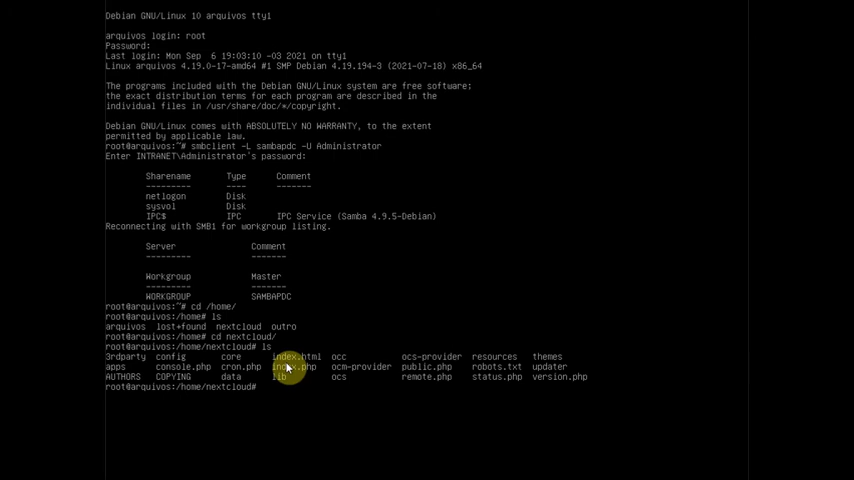 Debian GNU/Linux 10 arquivos tty1
arquivos login: root
Password:
Last login: Mon Sep  6 19:03:10 -03 2021 on tty1
Linux arquivos 4.19.0-17-amd64 #1 SMP Debian 4.19.194-3 (2021-07-18) x86_64
The programs included with the Debian GNU/Linux system are free software;
the exact distribution terms for each program are described in the
individual files in /usr/share/doc/*/copyright.
Debian GNU/Linux comes with ABSOLUTELY NO WARRANTY, to the extent
permitted by applicable law.
root@arquivos:~# smbclient -L sambapdc -U Administrator
Enter INTRANET\Administrator's password:
Sharename Type Comment
--------- ---- -------
netlogon Disk
sysvol Disk
IPC$ IPC IPC Service (Samba 4.9.5-Debian)
Reconnecting with SMB1 for workgroup listing.
Server Comment
--------- -------
Workgroup Master
--------- -------
WORKGROUP SAMBAPDC
root@arquivos:~# cd /home/
root@arquivos:/home# ls
arquivos lost+found nextcloud outro
root@arquivos:/home# cd nextcloud/
root@arquivos:/home/nextcloud# ls
3rdparty config core index.html occ ocs-provider resources themes
apps console.php cron.php index.php ocm-provider public.php robots.txt updater
AUTHORS COPYING data lib ocs remote.php status.php version.php
root@arquivos:/home/nextcloud#